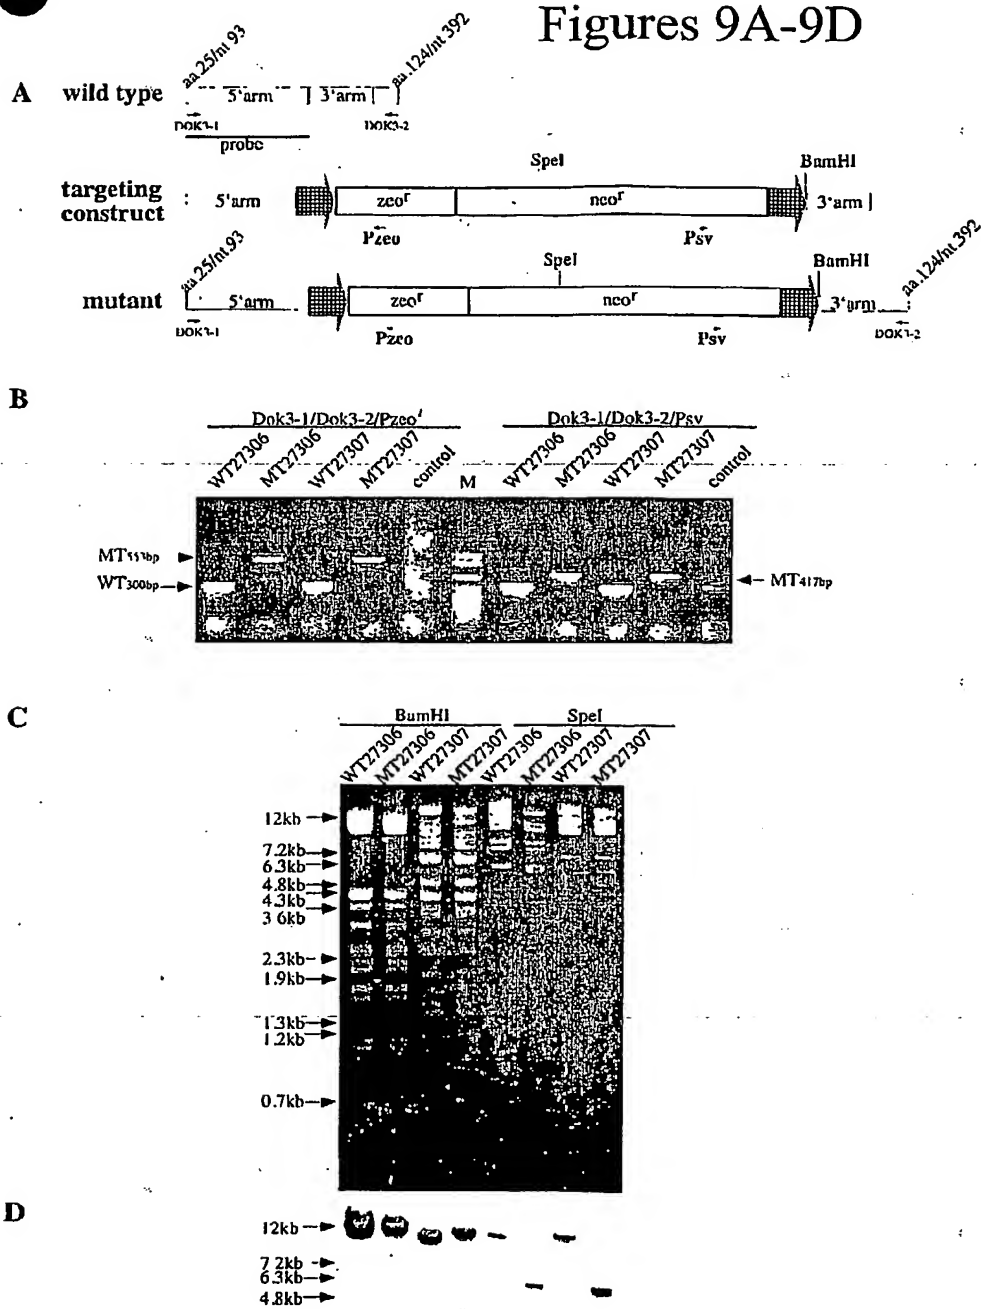 Figures 9A-9D
aa.25/nt 93
aa.124/nt 392
A
wild type
5'arm
3'arm
DOK3-1
DOK3-2
probe
SpeI
BamHI
targeting construct
5'arm
zeor
neor
3'arm
Pzeo
Psv
aa.25/nt.93
SpeI
BamHI
aa.124/nt.392
mutant
5'arm
zeor
neor
3'arm
DOK3-1
Pzeo
Psv
DOK3-2
B
Dok3-1/Dok3-2/Pzeo
Dok3-1/Dok3-2/Psv
WT27306
MT27306
WT27307
MT27307
control
M
WT27306
MT27306
WT27307
MT27307
control
MT553bp
WT300bp
MT417bp
C
BamHI
SpeI
WT27306
MT27306
WT27307
MT27307
WT27306
MT27306
WT27307
MT27307
12kb
7.2kb
6.3kb
4.8kb
4.3kb
3 6kb
2.3kb
1.9kb
1.3kb
1.2kb
0.7kb
D
12kb
7 2kb
6.3kb
4.8kb